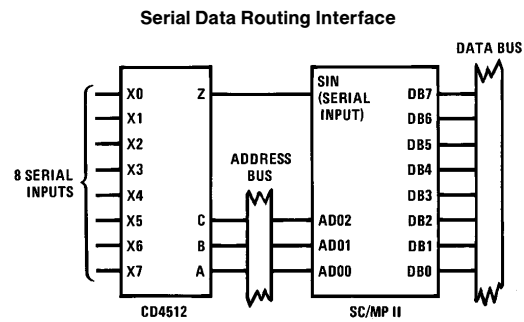 Serial Data Routing Interface
DATA BUS
8 SERIAL
INPUTS
X0
X1
X2
X3
X4
X5
X6
X7
Z
C
B
A
CD4512
ADDRESS
BUS
SIN
(SERIAL
INPUT)
AD02
AD01
AD00
DB7
DB6
DB5
DB4
DB3
DB2
DB1
DB0
SC/MP II